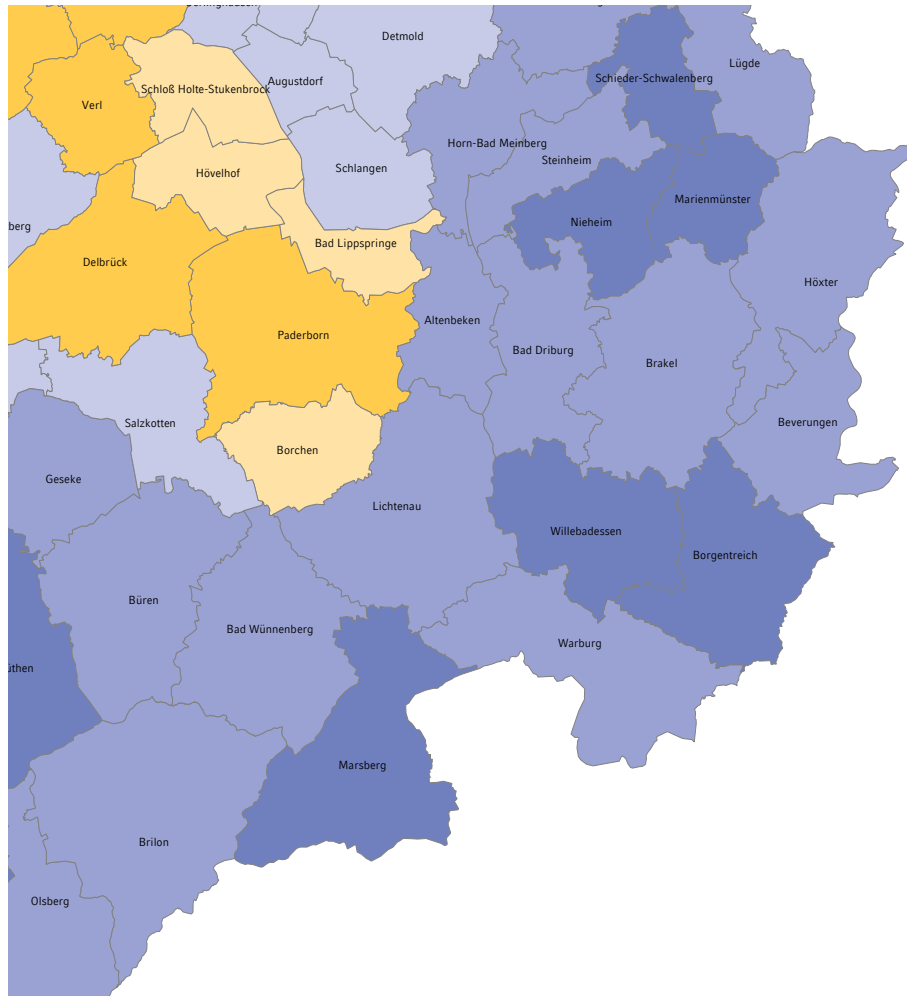 Detmold
Lügde
Schieder-Schwalenberg
Augustdorf
Schloß Holte-Stukenbrock
Verl
Horn-Bad Meinberg
Steinheim
Schlangen
Hövelhof
Marienmünster
Nieheim
berg
Bad Lippspringe
Delbrück
Höxter
Altenbeken
Paderborn
Bad Driburg
Brakel
Salzkotten
Beverungen
Borchen
Geseke
Lichtenau
Willebadessen
Borgentreich
Büren
Bad Wünnenberg
Warburg
üthen
Marsberg
Brilon
Olsberg